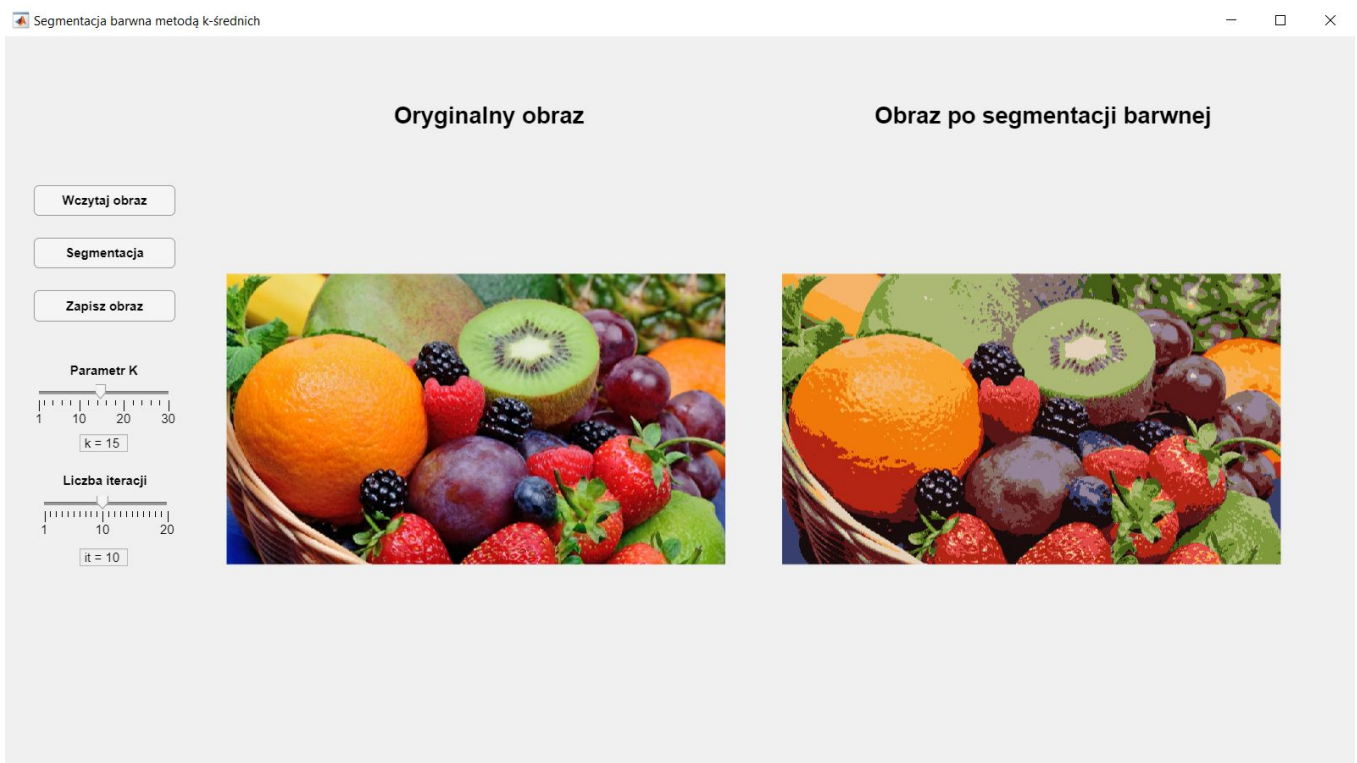 Segmentacja barwna metodą k-średnich
Oryginalny obraz
Obraz po segmentacji barwnej
Wczytaj obraz
Segmentacja
Zapisz obraz
Parametr K
1 10 20 30
k = 15
Liczba iteracji
1 10 20
it = 10